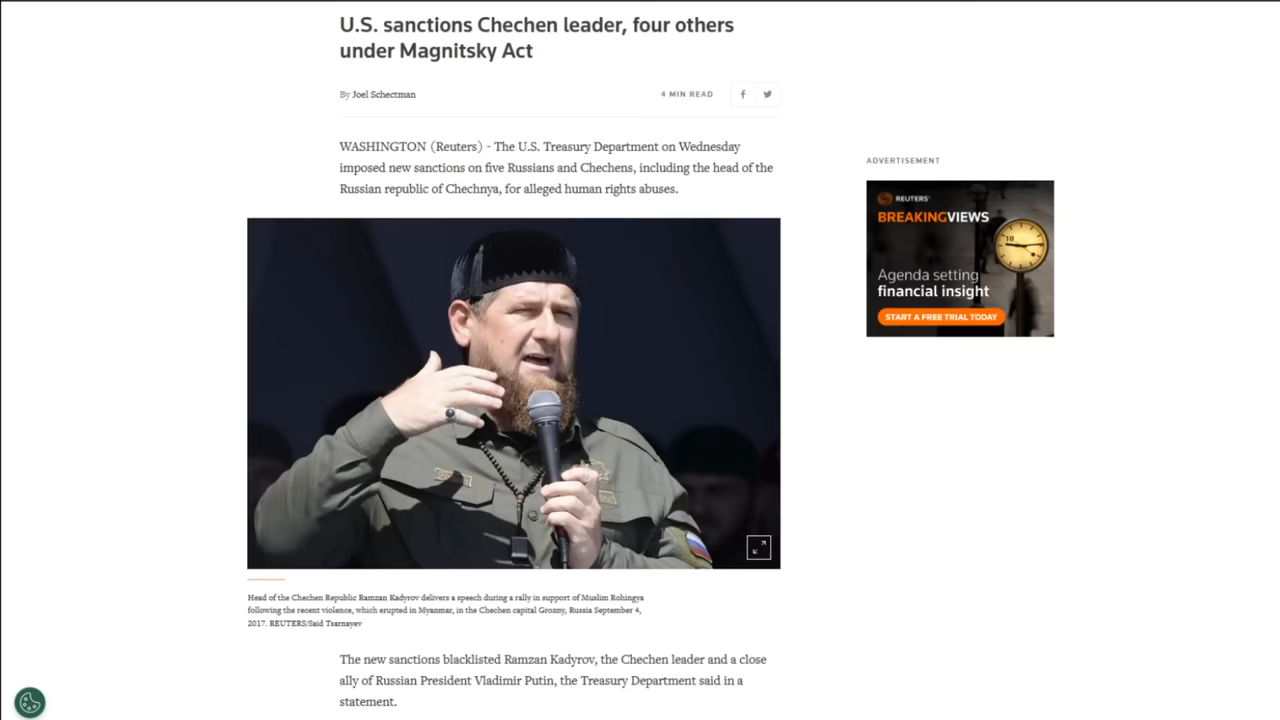 U.S. sanctions Chechen leader, four others
under Magnitsky Act
By Joel Schectman
4 MIN READ
WASHINGTON (Reuters) - The U.S. Treasury Department on Wednesday
imposed new sanctions on five Russians and Chechens, including the head of the
Russian republic of Chechnya, for alleged human rights abuses.
ADVERTISEMENT
REUTERS
BREAKINGVIEWS
10
Agenda setting
financial insight
START A FREE TRIAL TODAY
Head of the Chechen Republic Ramzan Kadyrov delivers a speech during a rally in support of Muslim Rohingya
following the recent violence, which erupted in Myanmar, in the Chechen capital Grozny, Russia September 4,
2017. REUTERS/Said Tsarnayev
The new sanctions blacklisted Ramzan Kadyrov, the Chechen leader and a close
ally of Russian President Vladimir Putin, the Treasury Department said in a
statement.